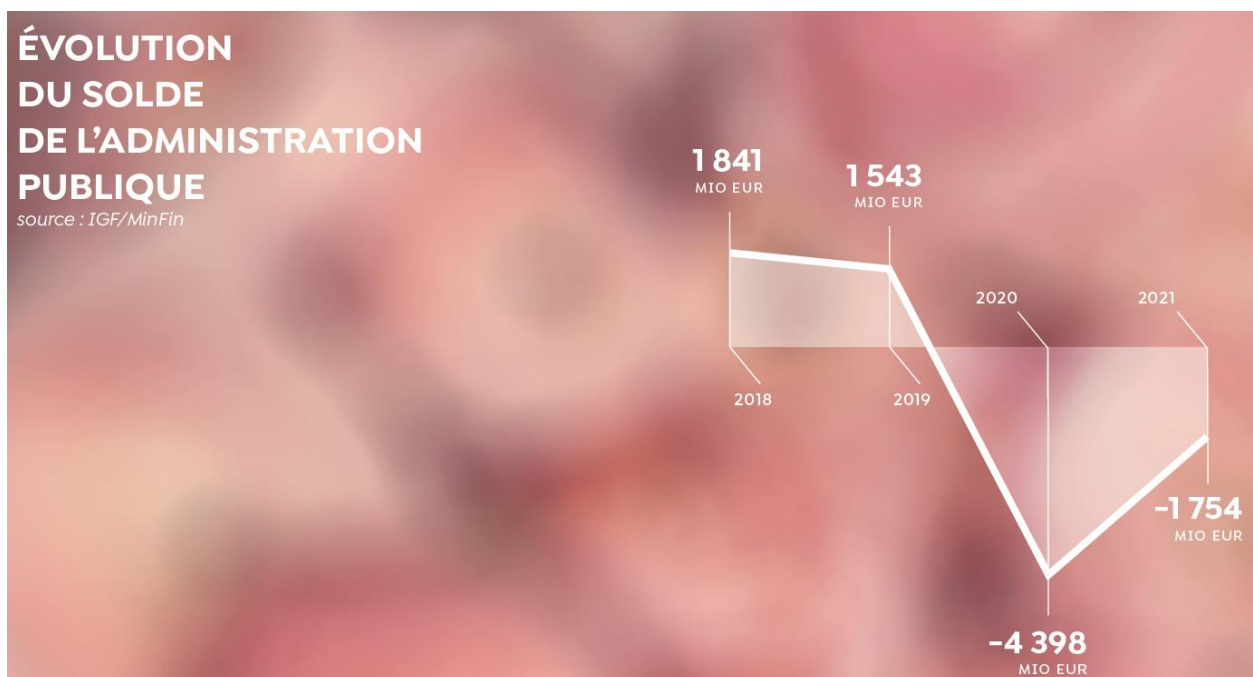 ÉVOLUTION
DU SOLDE
DE L'ADMINISTRATION
PUBLIQUE
source : IGF/MinFin
1 841
MIO EUR
1 543
MIO EUR
2020
2021
2018
2019
-1 754
MIO EUR
-4 398
MIO EUR